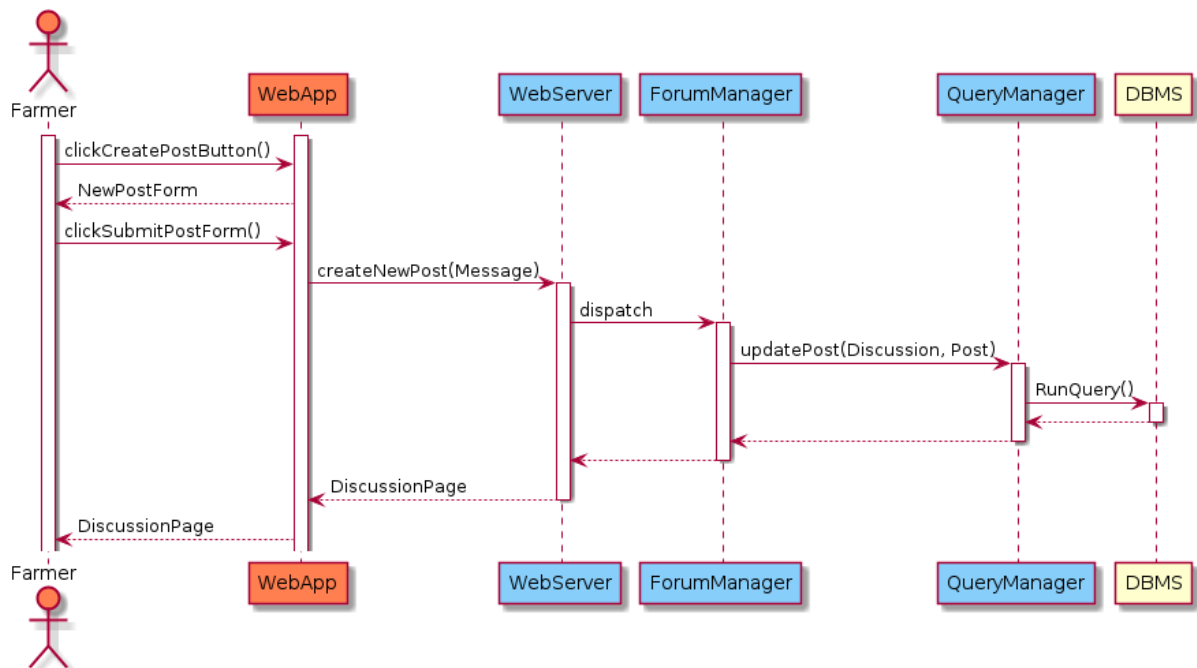 Farmer
WebApp
WebServer
ForumManager
QueryManager
DBMS
clickCreatePostButton()
NewPostForm
clickSubmitPostForm()
createNewPost(Message)
dispatch
updatePost(Discussion, Post)
RunQuery()
DiscussionPage
DiscussionPage
Farmer
WebApp
WebServer
ForumManager
QueryManager
DBMS